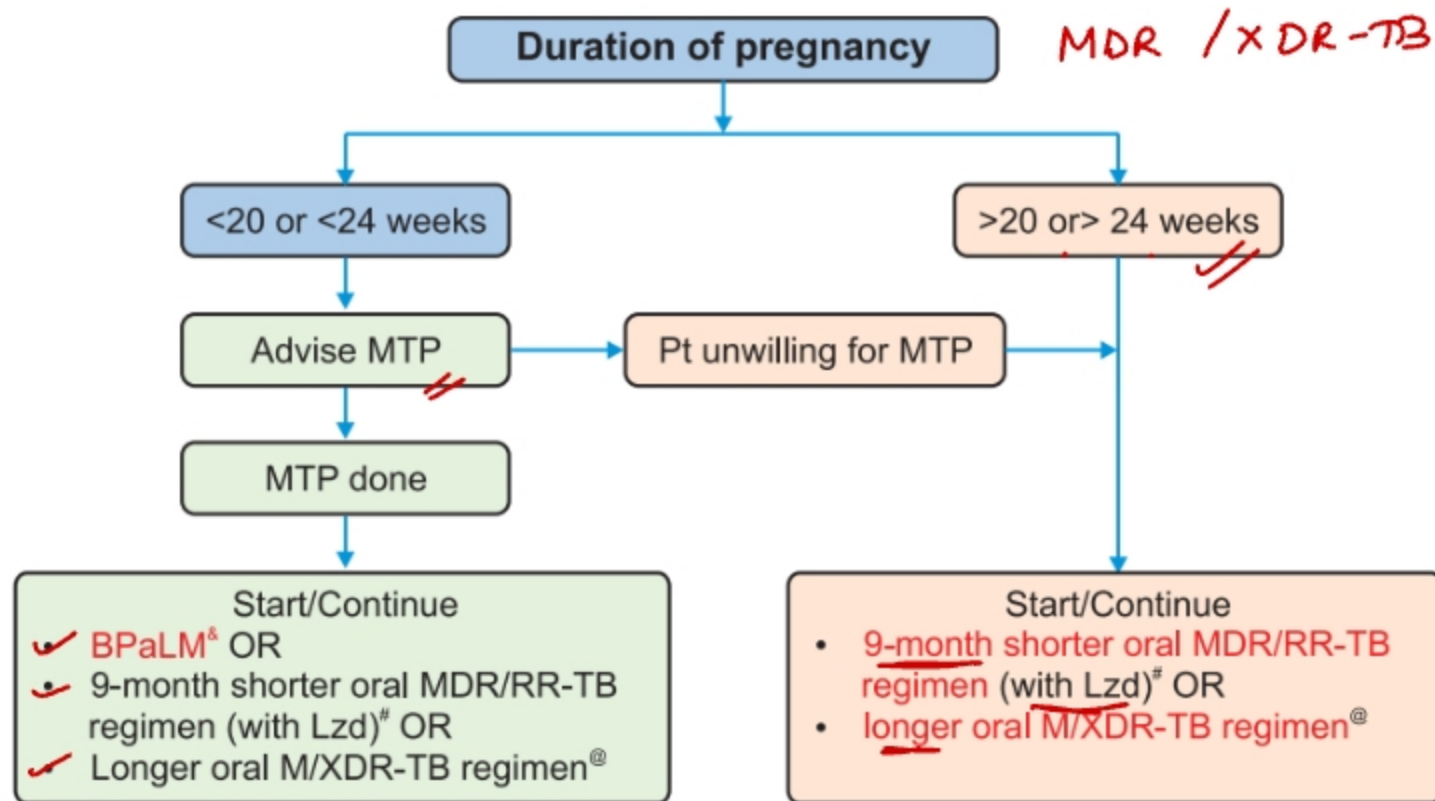 Duration of pregnancy
MDR / XDR-TB
<20 or <24 weeks
>20 or> 24 weeks
Advise MTP
Pt unwilling for MTP
MTP done
Start/Continue
• BPaLM& OR
• 9-month shorter oral MDR/RR-TB
regimen (with Lzd)# OR
• Longer oral M/XDR-TB regimen@
Start/Continue
• 9-month shorter oral MDR/RR-TB
regimen (with Lzd)# OR
• longer oral M/XDR-TB regimen@